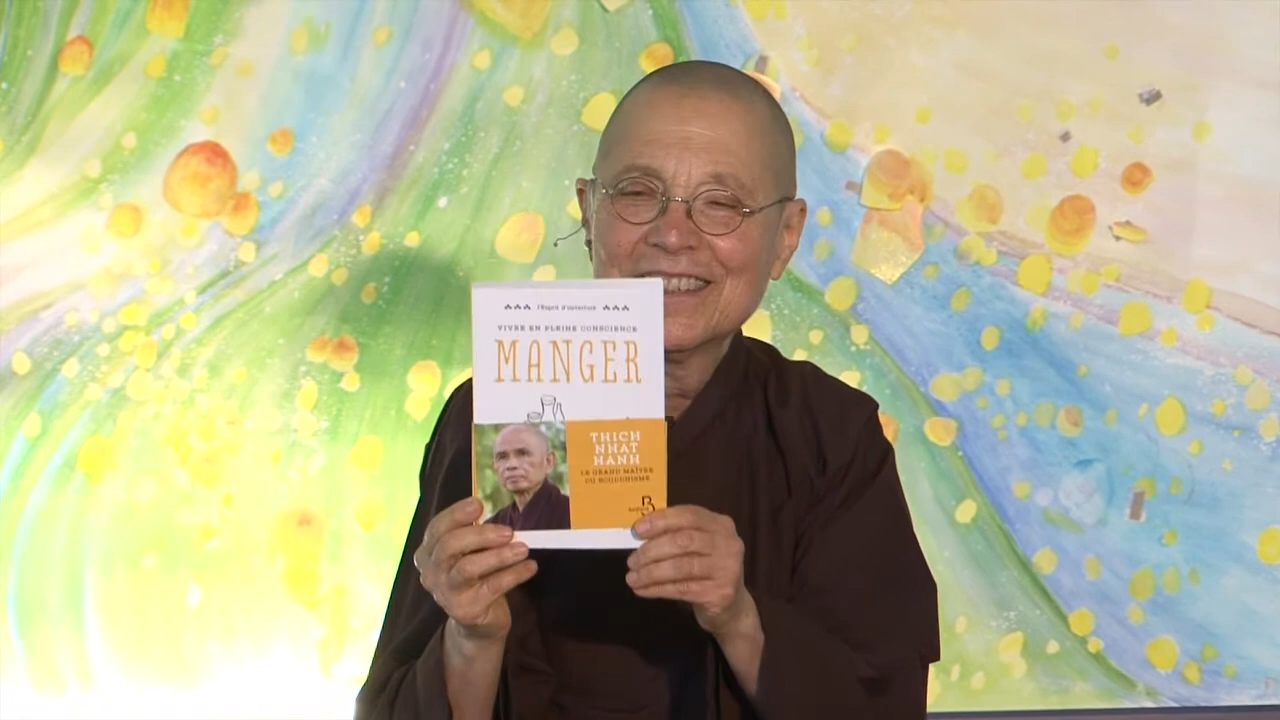 l'Esprit d'ouverture
VIVRE EN PLEINE CONSCIENCE
MANGER
THICH
NHAT
HANH
LE GRAND MAÎTRE
DU BOUDDHISME
B